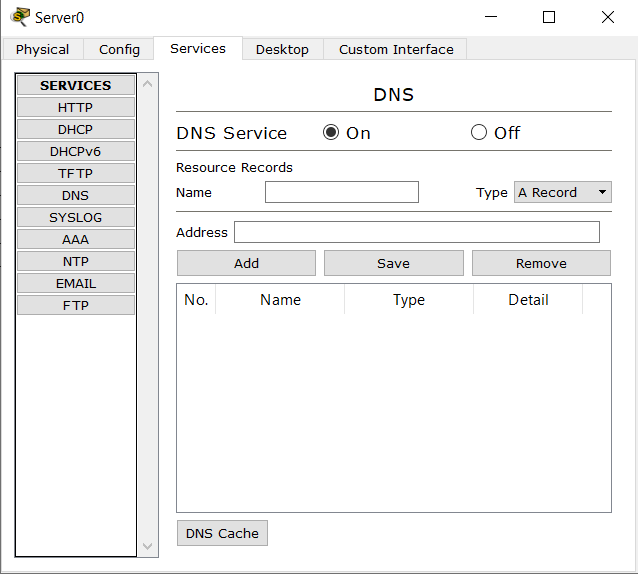 Server0
Physical Config Services Desktop Custom Interface
SERVICES
HTTP
DHCP
DHCPv6
TFTP
DNS
SYSLOG
AAA
NTP
EMAIL
FTP
DNS
DNS Service On Off
Resource Records
Name Type A Record
Address
Add Save Remove
No. Name Type Detail
DNS Cache